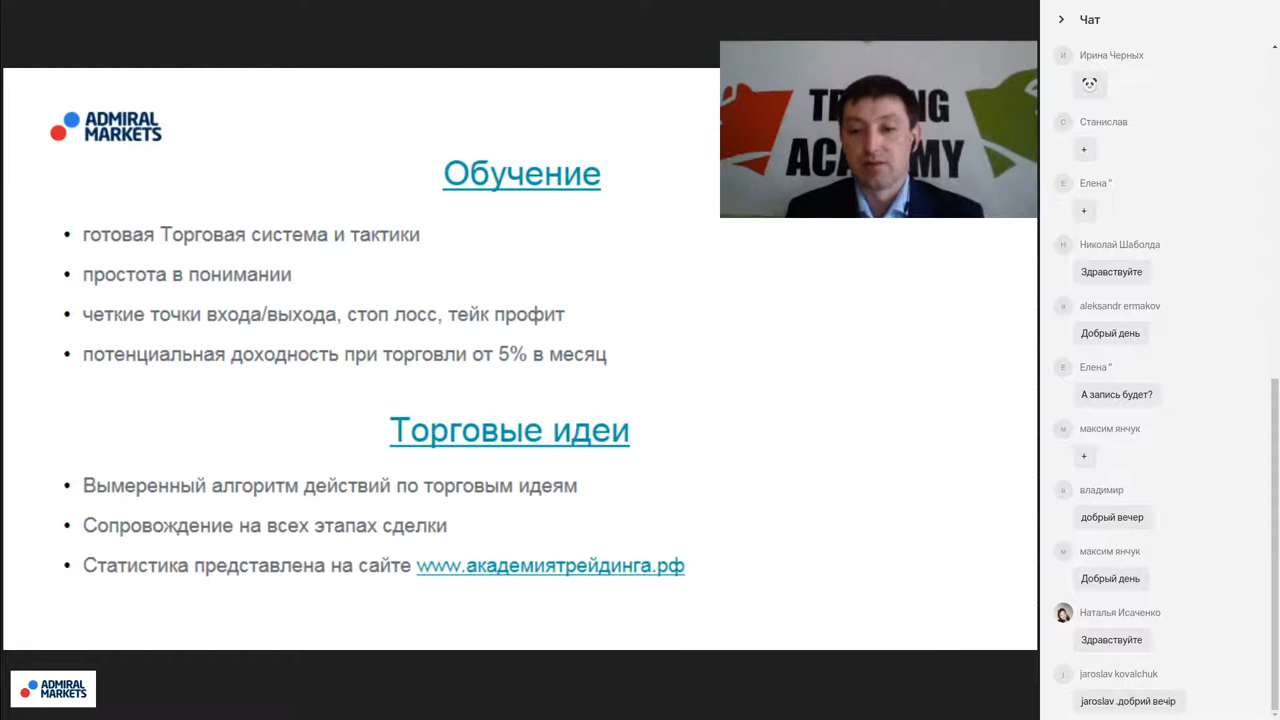 ADMIRAL
MARKETS
Обучение
• готовая Торговая система и тактики
• простота в понимании
• четкие точки входа/выхода, стоп лосс, тейк профит
• потенциальная доходность при торговли от 5% в месяц
Торговые идеи
• Вымеренный алгоритм действий по торговым идеям
• Сопровождение на всех этапах сделки
• Статистика представлена на сайте www.академиятрейдинга.рф
ADMIRAL
MARKETS
Чат
И Ирина Черных
С Станислав
+
Е Елена "
+
Н Николай Шаболда
Здравствуйте
a aleksandr ermakov
Добрый день
Е Елена "
А запись будет?
м максим янчук
+
в владимир
добрый вечер
м максим янчук
Добрый день
Наталья Исаченко
Здравствуйте
j jaroslav kovalchuk
jaroslav .добрий вечір